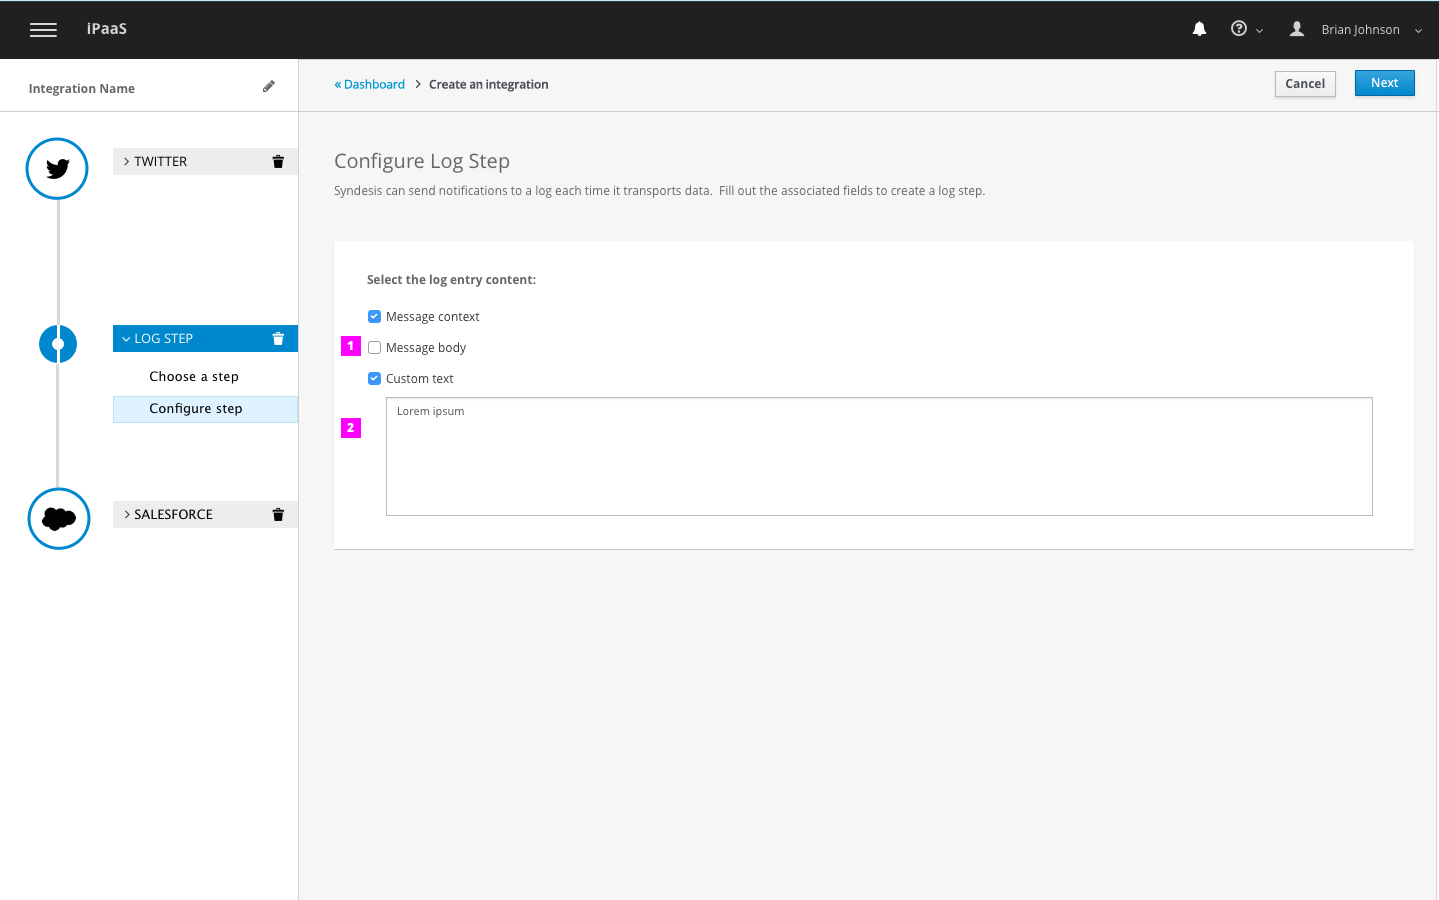 iPaaS
Brian Johnson
Integration Name
« Dashboard > Create an integration
Cancel
Next
TWITTER
LOG STEP
Choose a step
Configure step
SALESFORCE
Configure Log Step
Syndesis can send notifications to a log each time it transports data.  Fill out the associated fields to create a log step.
Select the log entry content:
Message context
1 Message body
Custom text
2 Lorem ipsum